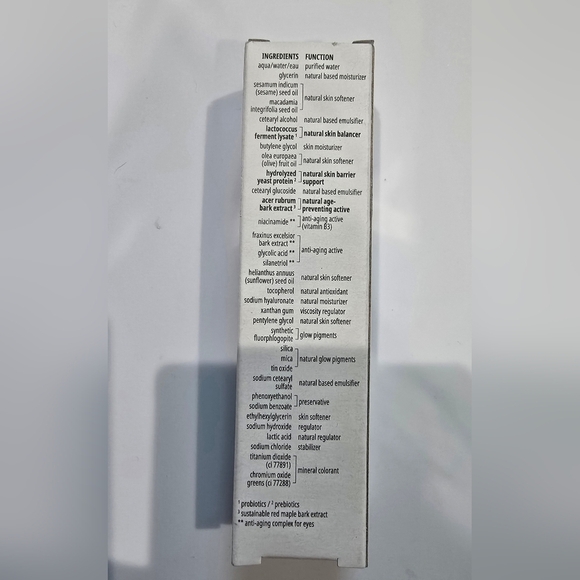 INGREDIENTS FUNCTION
aqua/water/eau purified water
glycerin natural based moisturizer
sesamum indicum
(sesame) seed oil
macadamia natural skin softener
integrifolia seed oil
cetearyl alcohol natural based emulsifier
lactococcus
ferment lysate ¹ natural skin balancer
butylene glycol skin moisturizer
olea europaea
(olive) fruit oil natural skin softener
hydrolyzed natural skin barrier
yeast protein ² support
cetearyl glucoside natural based emulsifier
acer rubrum natural age-
bark extract ³ preventing active
niacinamide ** anti-aging active
(vitamin B3)
fraxinus excelsior
bark extract **
glycolic acid ** anti-aging active
silanetriol **
helianthus annuus
(sunflower) seed oil natural skin softener
tocopherol natural antioxidant
sodium hyaluronate natural moisturizer
xanthan gum viscosity regulator
pentylene glycol natural skin softener
synthetic
fluorphlogopite glow pigments
silica
mica natural glow pigments
tin oxide
sodium cetearyl
sulfate natural based emulsifier
phenoxyethanol
sodium benzoate preservative
ethylhexylglycerin skin softener
sodium hydroxide regulator
lactic acid natural regulator
sodium chloride stabilizer
titanium dioxide
(ci 77891)
chromium oxide mineral colorant
greens (ci 77288)
¹ probiotics / ² prebiotics
³ sustainable red maple bark extract
** anti-aging complex for eyes